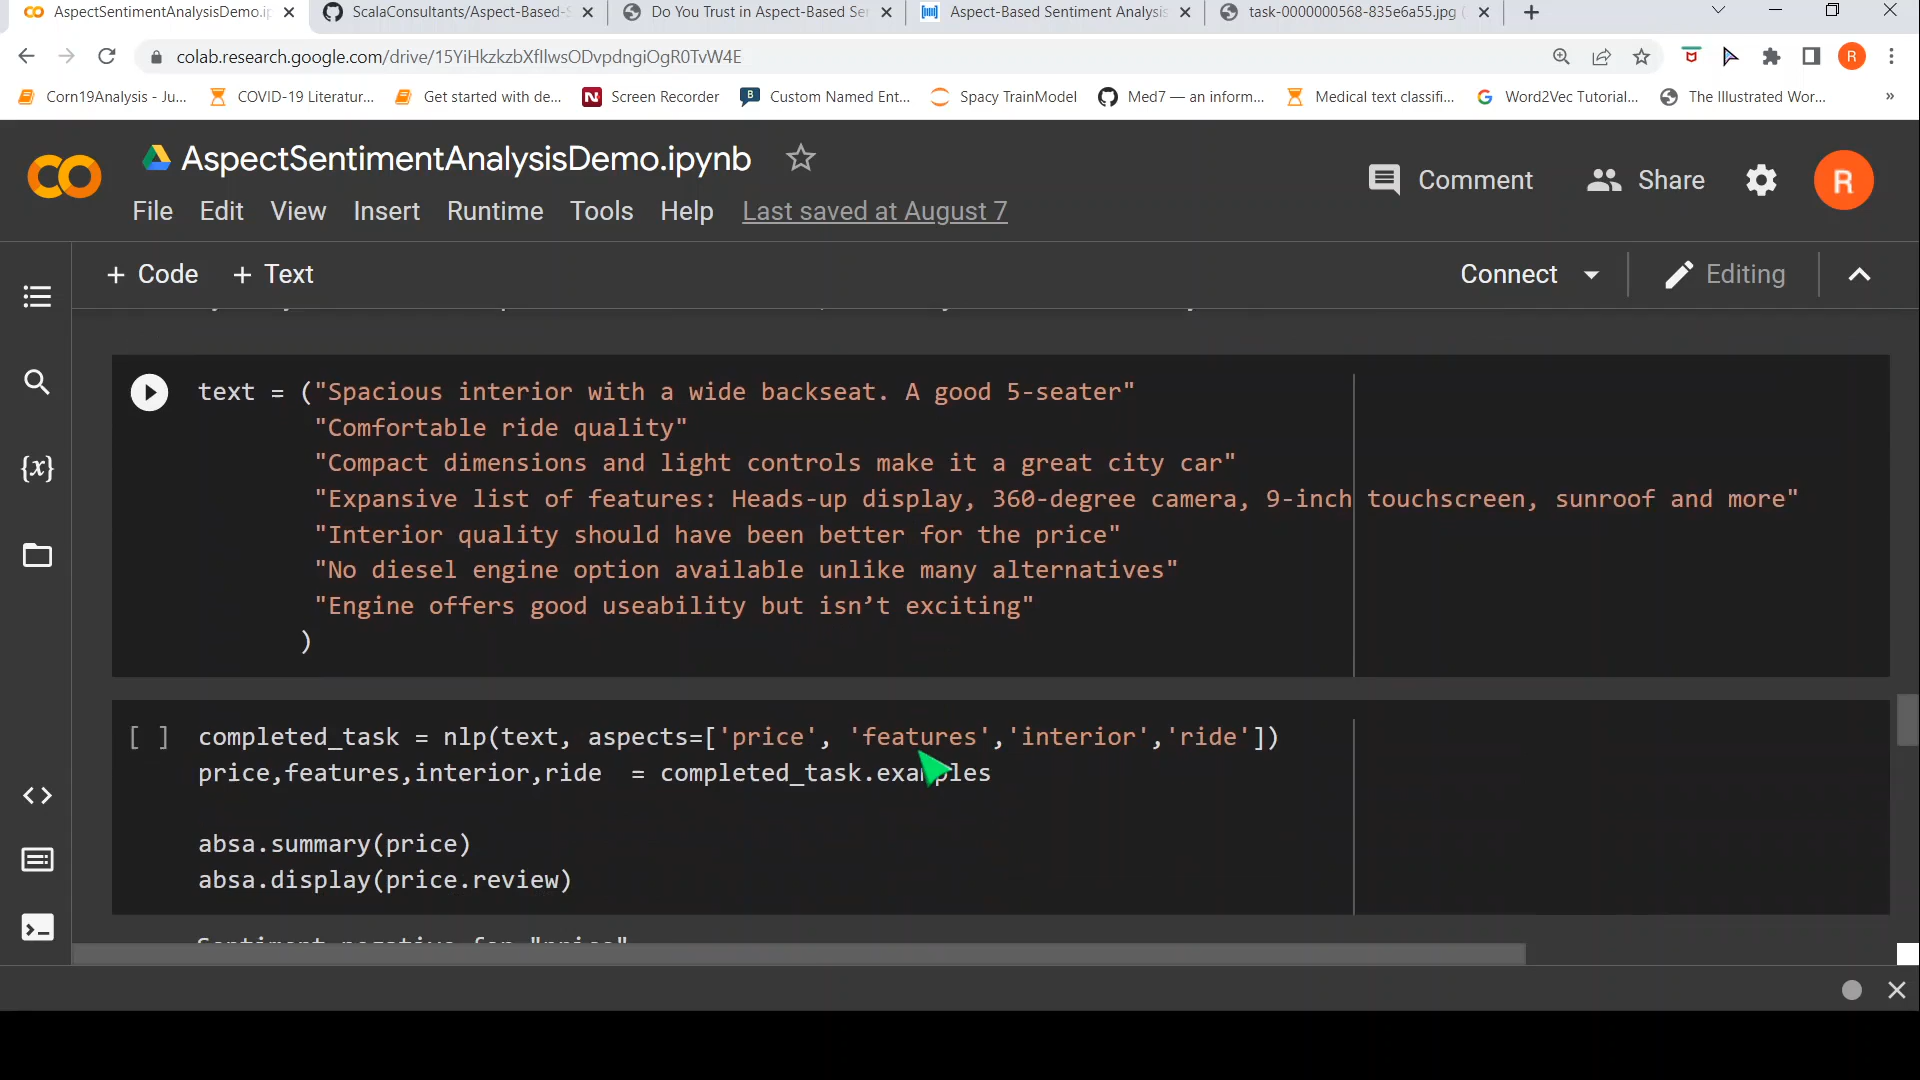 AspectSentimentAnalysisDemo.ip
ScalaConsultants/Aspect-Based-S
Do You Trust in Aspect-Based Se
Aspect-Based Sentiment Analysis
task-0000000568-835e6a55.jpg (
colab.research.google.com/drive/15YiHkzkzbXfIlwsODvpdngiOgR0TvW4E
R
Corn19Analysis - Ju...
COVID-19 Literatur...
Get started with de...
Screen Recorder
Custom Named Ent...
Spacy TrainModel
Med7 — an inform...
Medical text classifi...
Word2Vec Tutorial...
The Illustrated Wor...
»
AspectSentimentAnalysisDemo.ipynb
Comment
Share
R
File Edit View Insert Runtime Tools Help Last saved at August 7
+ Code + Text
Connect
Editing
{x}
text = ("Spacious interior with a wide backseat. A good 5-seater"
"Comfortable ride quality"
"Compact dimensions and light controls make it a great city car"
"Expansive list of features: Heads-up display, 360-degree camera, 9-inch touchscreen, sunroof and more"
"Interior quality should have been better for the price"
"No diesel engine option available unlike many alternatives"
"Engine offers good useability but isn’t exciting"
)
[ ] completed_task = nlp(text, aspects=['price', 'features','interior','ride'])
price,features,interior,ride = completed_task.examples
absa.summary(price)
absa.display(price.review)
Sentiment.negative for "price"